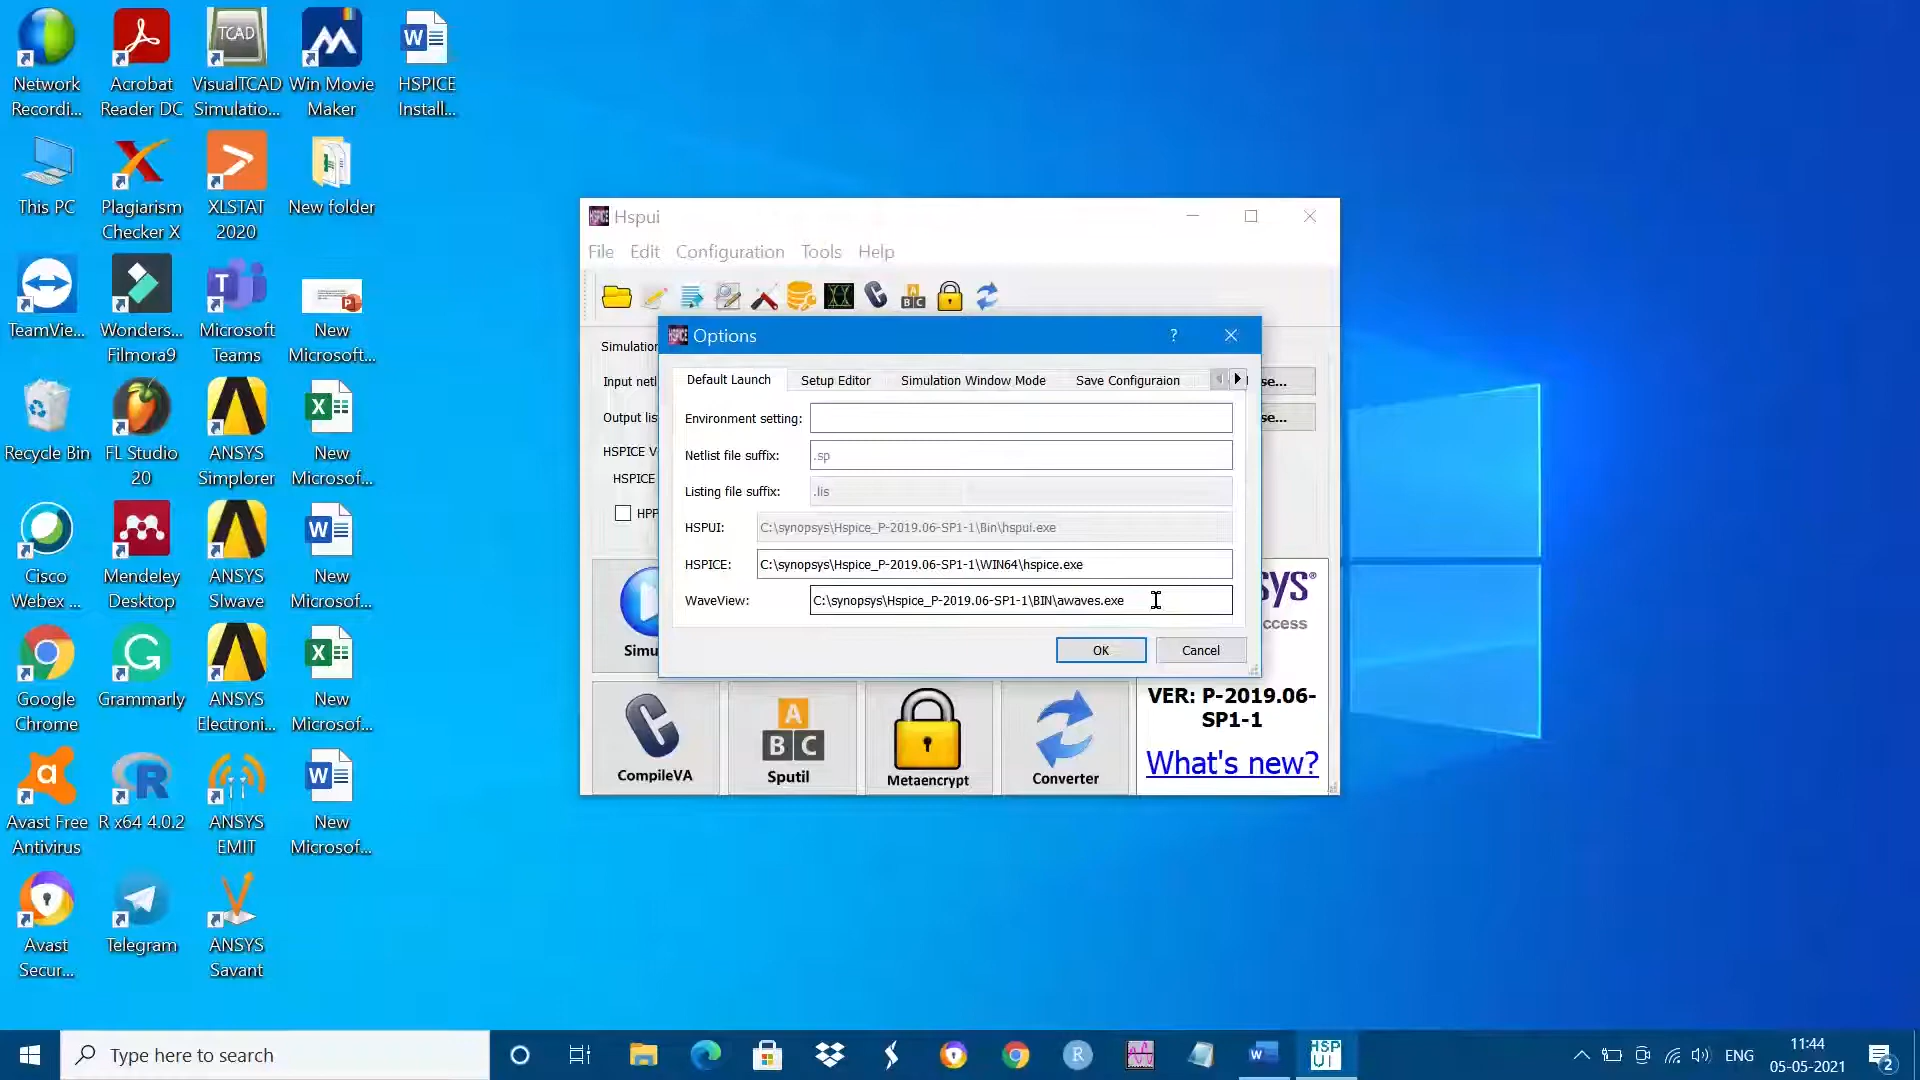 Network
Recordi...
Acrobat
Reader DC
TCAD
VisualTCAD
Simulatio...
Win Movie
Maker
HSPICE
Install...
This PC
Plagiarism
Checker X
XLSTAT
2020
New folder
TeamVie...
Wonders...
Filmora9
Microsoft
Teams
New
Microsoft...
Recycle Bin
FL Studio
20
ANSYS
Simplorer
New
Microsof...
Cisco
Webex ...
Mendeley
Desktop
ANSYS
SIwave
New
Microsof...
Google
Chrome
Grammarly
ANSYS
Electroni...
New
Microsof...
Avast Free
Antivirus
R x64 4.0.2
ANSYS
EMIT
New
Microsof...
Avast
Secur...
Telegram
ANSYS
Savant
Hspui
File Edit Configuration Tools Help
Simulation
Input netl
se...
Output lis
se...
HSPICE V
HSPICE
HPP
Options
?
Default Launch
Setup Editor
Simulation Window Mode
Save Configuraion
Environment setting:
Netlist file suffix: .sp
Listing file suffix: .lis
HSPUI: C:\synopsys\Hspice_P-2019.06-SP1-1\Bin\hspui.exe
HSPICE: C:\synopsys\Hspice_P-2019.06-SP1-1\WIN64\hspice.exe
WaveView: C:\synopsys\Hspice_P-2019.06-SP1-1\BIN\awaves.exe
OK
Cancel
Simu
sys®
ccess
CompileVA
A
B C
Sputil
Metaencrypt
Converter
VER: P-2019.06-
SP1-1
What's new?
Type here to search
HSP
UI
ENG
11:44
05-05-2021
2